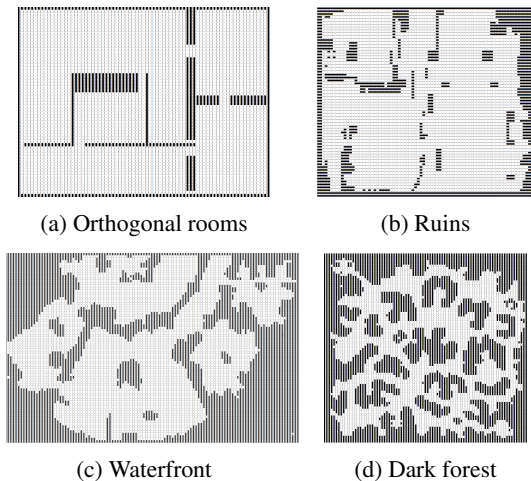 (a) Orthogonal rooms
(b) Ruins
(c) Waterfront
(d) Dark forest